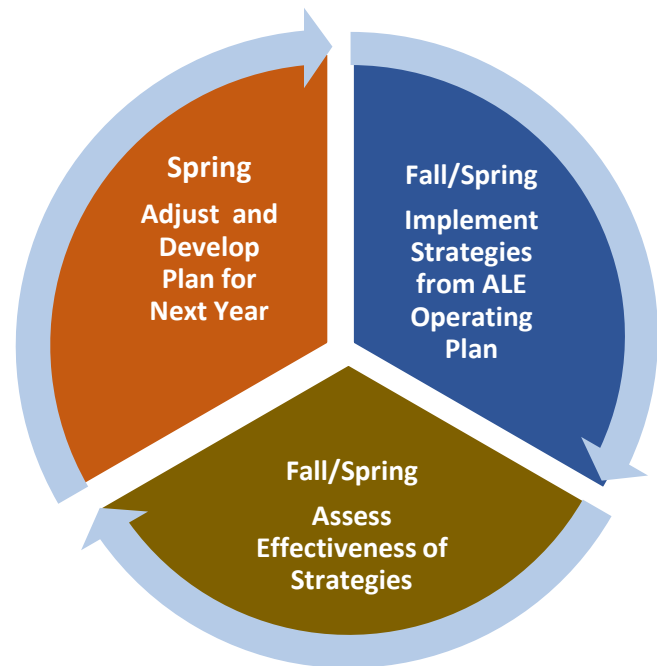 Spring
Adjust and
Develop
Plan for
Next Year
Fall/Spring
Implement
Strategies
from ALE
Operating
Plan
Fall/Spring
Assess
Effectiveness of
Strategies